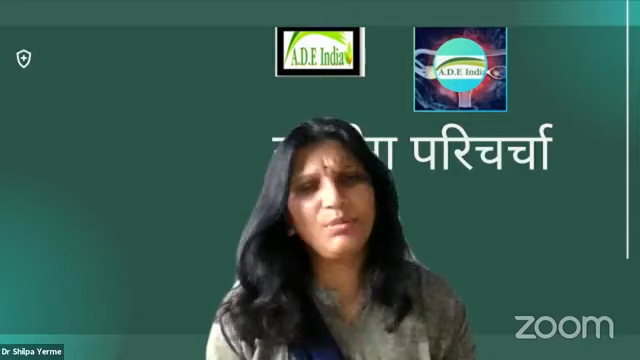 A.D.E India
A.D.E India
परिचर्चा
zoom
Dr Shilpa Yerme